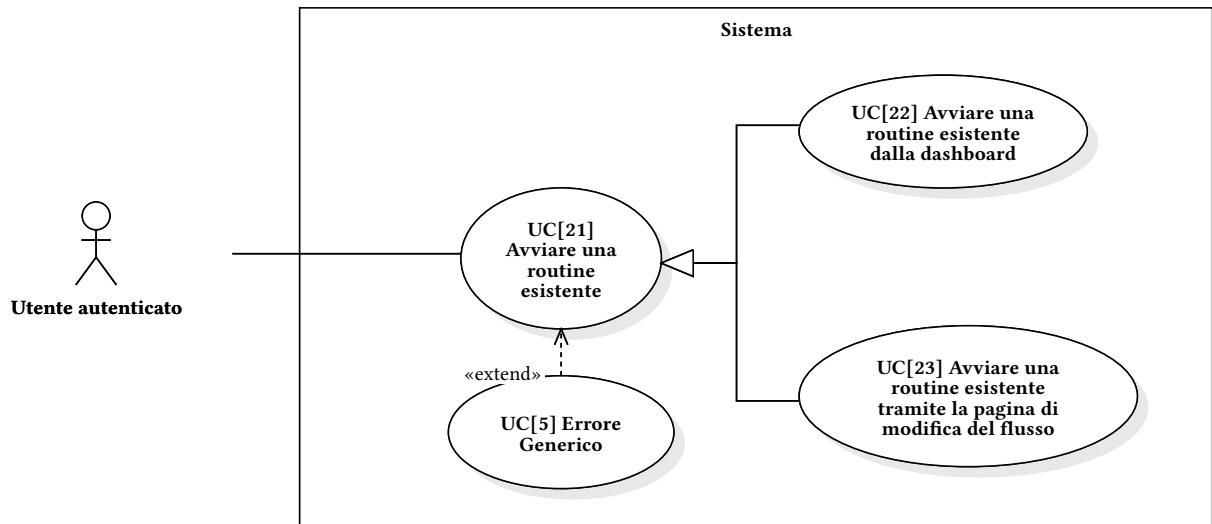 Sistema
UC[22] Avviare una
routine esistente
dalla dashboard
UC[21]
Avviare una
routine
esistente
Utente autenticato
UC[23] Avviare una
routine esistente
tramite la pagina di
modifica del flusso
«extend»
UC[5] Errore
Generico